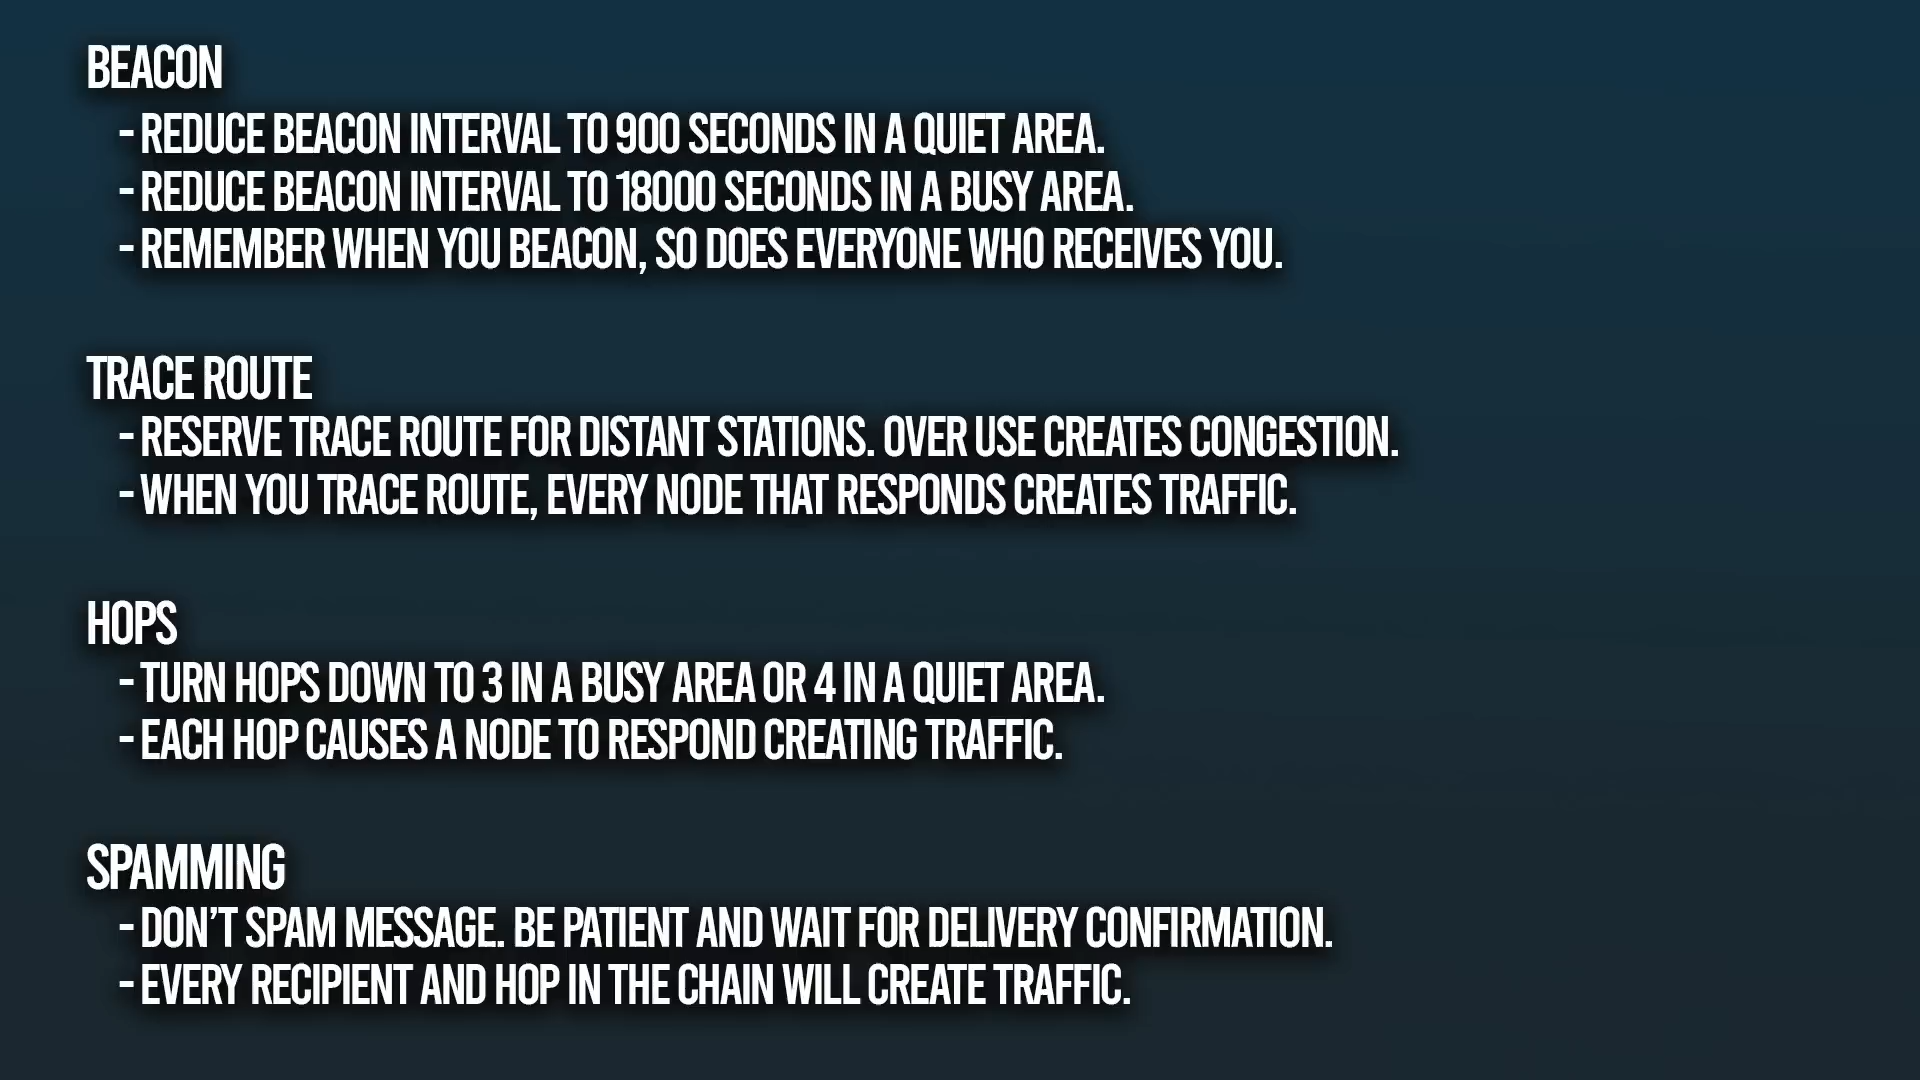 BEACON
- REDUCE BEACON INTERVAL TO 900 SECONDS IN A QUIET AREA.
- REDUCE BEACON INTERVAL TO 18000 SECONDS IN A BUSY AREA.
- REMEMBER WHEN YOU BEACON, SO DOES EVERYONE WHO RECEIVES YOU.
TRACE ROUTE
- RESERVE TRACE ROUTE FOR DISTANT STATIONS. OVER USE CREATES CONGESTION.
- WHEN YOU TRACE ROUTE, EVERY NODE THAT RESPONDS CREATES TRAFFIC.
HOPS
- TURN HOPS DOWN TO 3 IN A BUSY AREA OR 4 IN A QUIET AREA.
- EACH HOP CAUSES A NODE TO RESPOND CREATING TRAFFIC.
SPAMMING
- DON'T SPAM MESSAGE. BE PATIENT AND WAIT FOR DELIVERY CONFIRMATION.
- EVERY RECIPIENT AND HOP IN THE CHAIN WILL CREATE TRAFFIC.